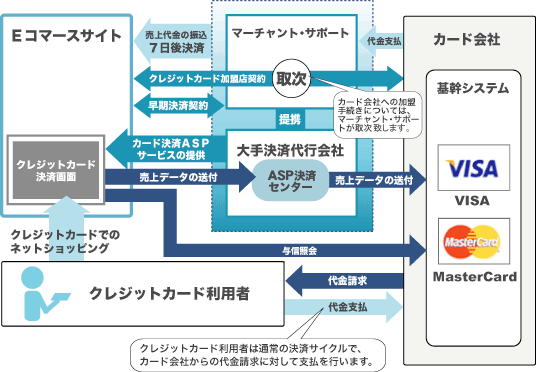 Eコマースサイト
売上代金の振込
7日後決済
マーチャント・サポート
代金支払
カード会社
クレジットカード加盟店契約
取次
基幹システム
早期決済契約
カード会社への加盟
手続きについては、
マーチャント・サポー
トが取次致します。
提携
カード決済ASP
サービスの提供
大手決済代行会社
クレジットカード
決済画面
売上データの送付
ASP決済
センター
売上データの送付
VISA
VISA
クレジットカードでの
ネットショッピング
与信照会
MasterCard
MasterCard
クレジットカード利用者
代金請求
代金支払
クレジットカード利用者は通常の決済サイクルで、
カード会社からの代金請求に対して支払を行います。